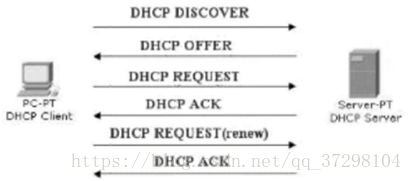 DHCP DISCOVER
DHCP OFFER
DHCP REQUEST
PC-PT
DHCP Client
DHCP ACK
Server-PT
DHCP Server
DHCP REQUEST(renew)
https://blog.csdn.net/qq_37298104
DHCP ACK